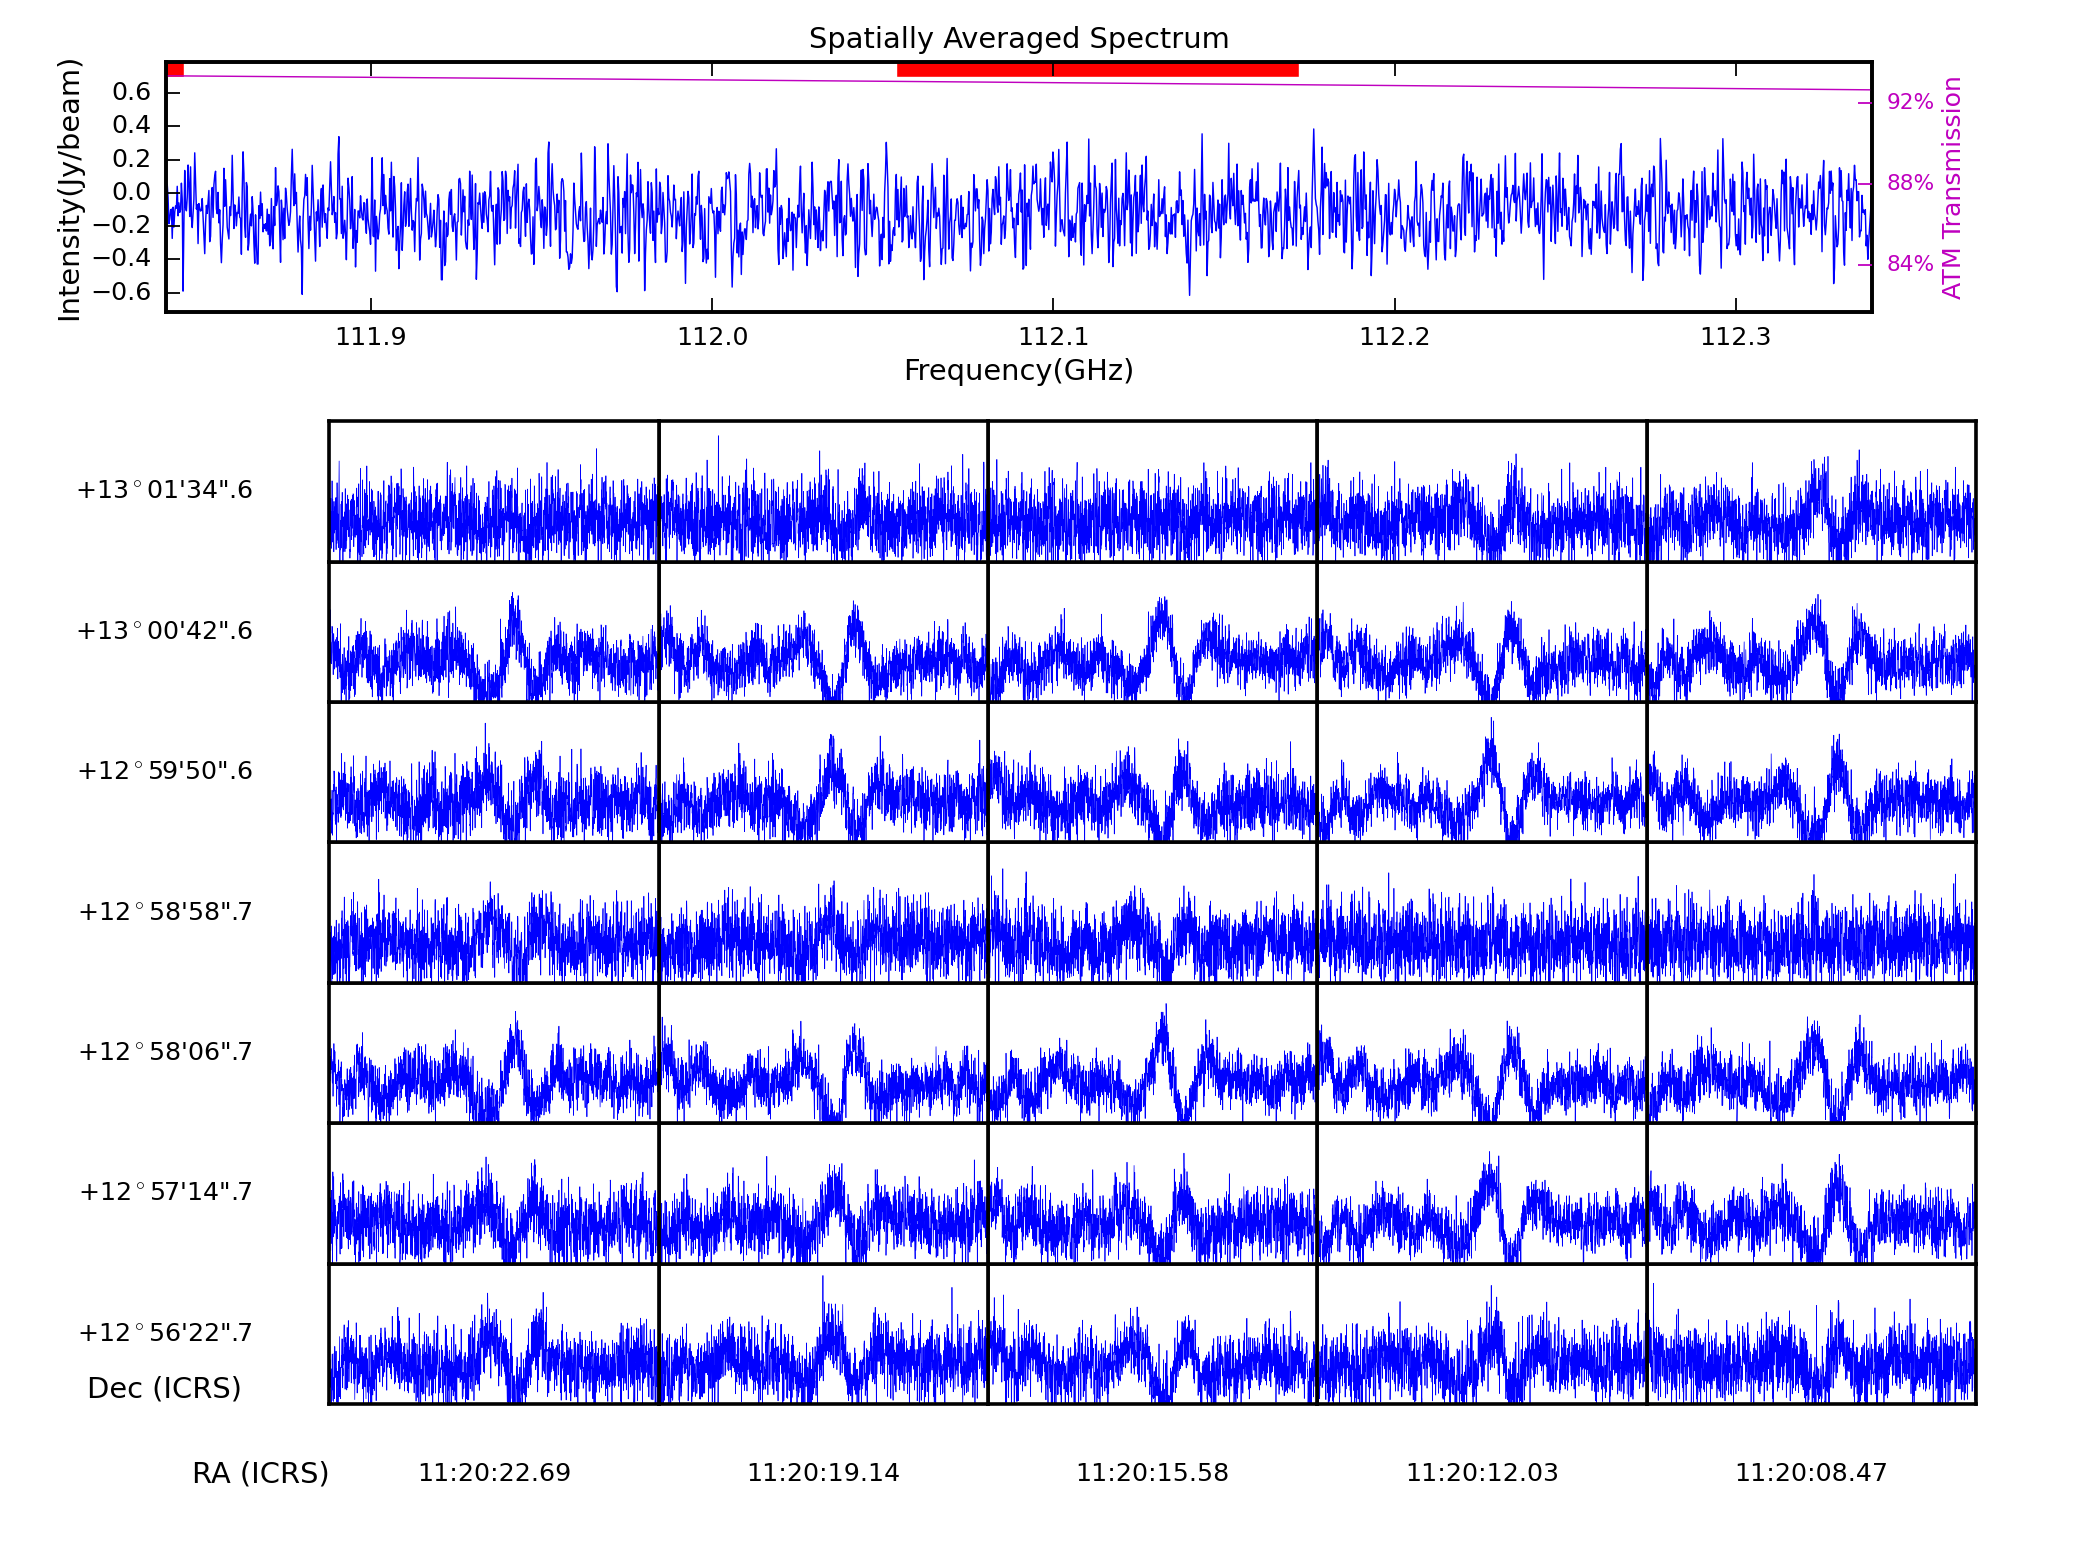 Spatially Averaged Spectrum
Intensity(Jy/beam)
0.6
0.4
0.2
0.0
−0.2
−0.4
−0.6
92%
88%
84%
ATM Transmission
111.9 112.0 112.1 112.2 112.3
Frequency(GHz)
+13°01'34".6
+13°00'42".6
+12°59'50".6
+12°58'58".7
+12°58'06".7
+12°57'14".7
+12°56'22".7
Dec (ICRS)
RA (ICRS) 11:20:22.69 11:20:19.14 11:20:15.58 11:20:12.03 11:20:08.47